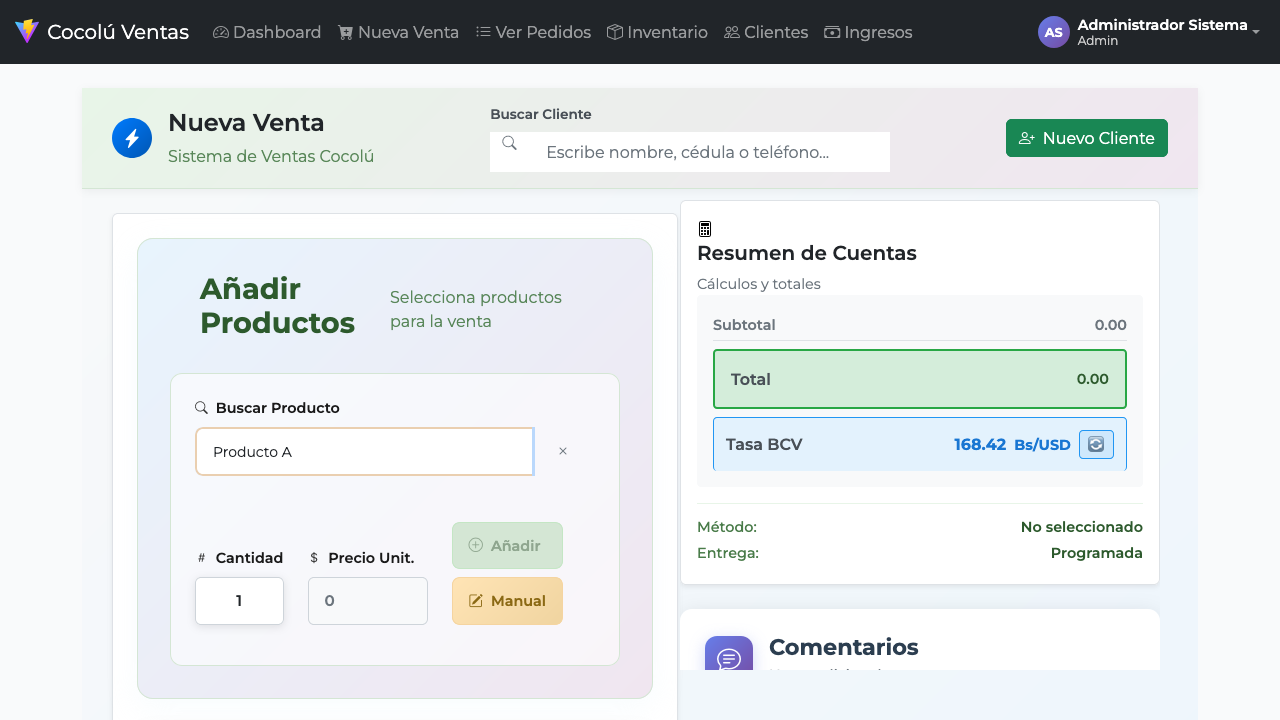 Cocolú Ventas
Dashboard
Nueva Venta
Ver Pedidos
Inventario
Clientes
Ingresos
AS
Administrador Sistema
Admin
Nueva Venta
Sistema de Ventas Cocolú
Buscar Cliente
Escribe nombre, cédula o teléfono...
Nuevo Cliente
Añadir
Productos
Selecciona productos
para la venta
Buscar Producto
Producto A
×
# Cantidad
1
$ Precio Unit.
0
Añadir
Manual
Resumen de Cuentas
Cálculos y totales
Subtotal 0.00
Total 0.00
Tasa BCV 168.42 Bs/USD
Método: No seleccionado
Entrega: Programada
Comentarios